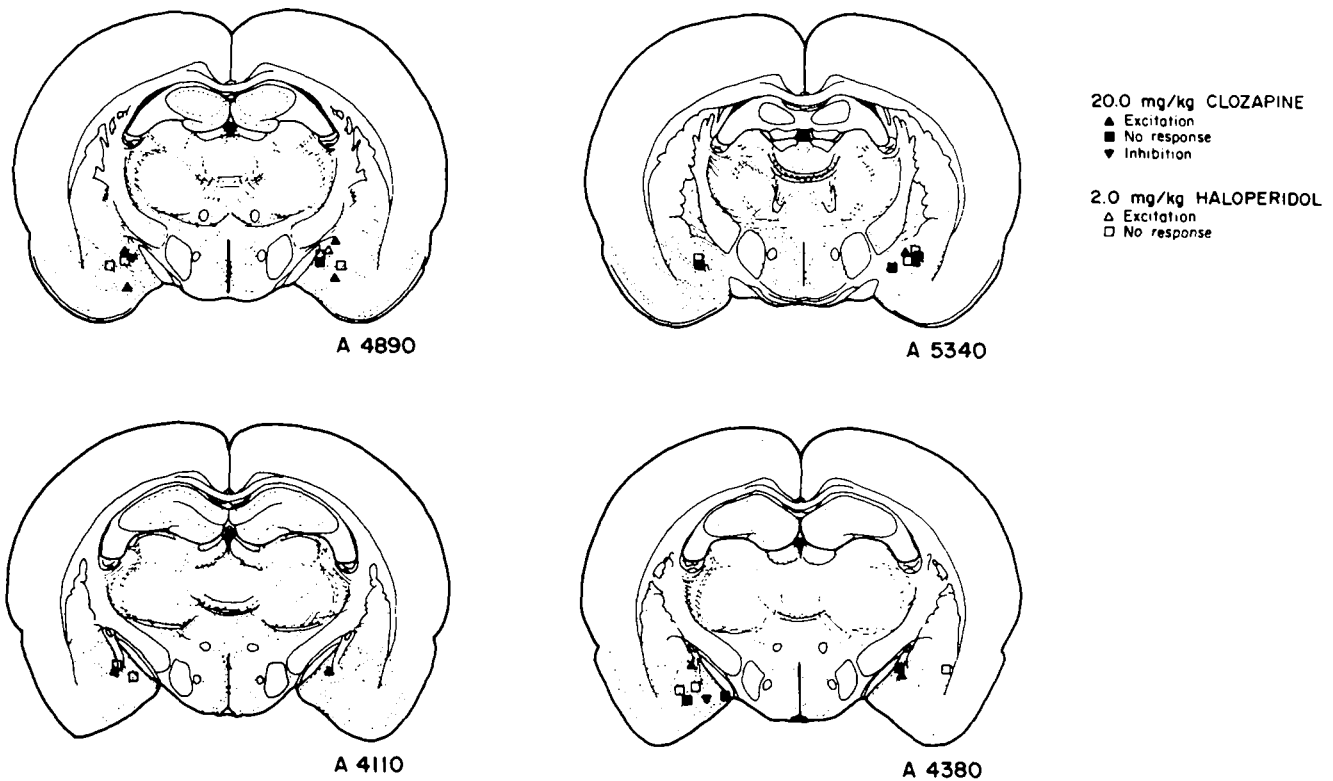 20.0 mg/kg CLOZAPINE
▲ Excitation
■ No response
▼ Inhibition
2.0 mg/kg HALOPERIDOL
△ Excitation
□ No response
A 4890
A 5340
A 4110
A 4380